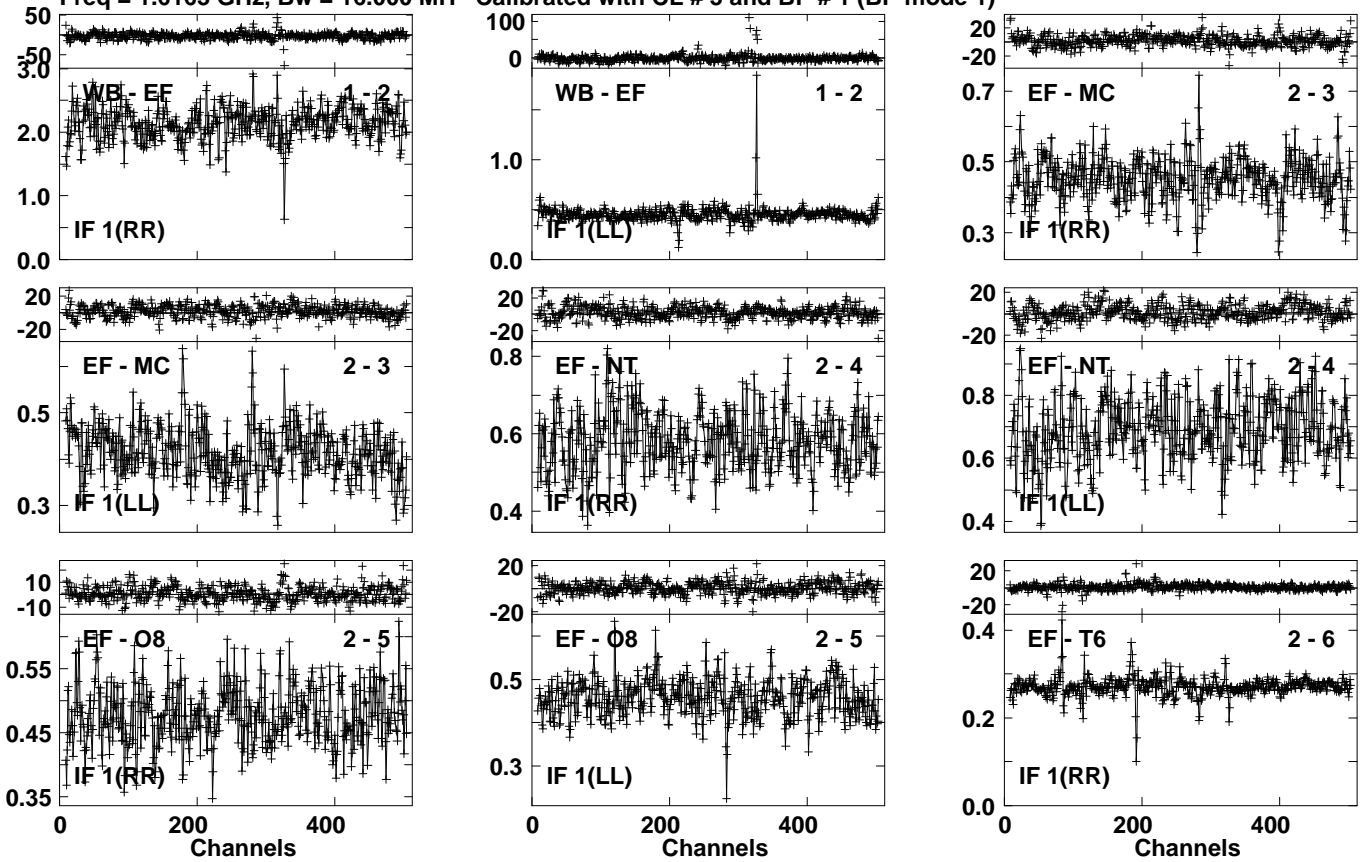 Calibrated with CL # 3 and BP # 1 (BP mode 1)
50
-50
100
0
20
-20
3.0
2.0
1.0
0.0
WB - EF
1 - 2
IF 1(RR)
1.0
0.0
WB - EF
1 - 2
IF 1(LL)
0.7
0.5
0.3
EF - MC
2 - 3
IF 1(RR)
20
-20
20
-20
20
-20
0.5
0.3
EF - MC
2 - 3
IF 1(LL)
0.8
0.6
0.4
EF - NT
2 - 4
IF 1(RR)
0.8
0.6
0.4
EF - NT
2 - 4
IF 1(LL)
10
-10
20
-20
20
-20
0.55
0.45
0.35
EF - O8
2 - 5
IF 1(RR)
0.5
0.3
EF - O8
2 - 5
IF 1(LL)
0.4
0.2
0.0
EF - T6
2 - 6
IF 1(RR)
0 200 400
0 200 400
0 200 400
Channels
Channels
Channels